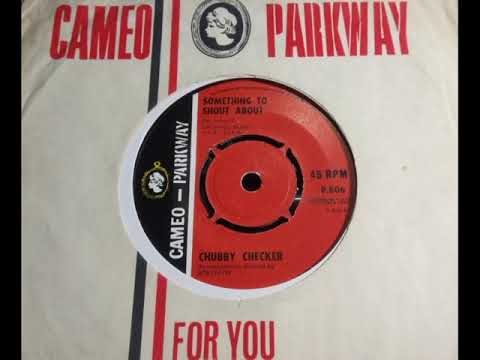 CAMEO PARKWAY
SOMETHING TO
SHOUT ABOUT
45 RPM
P.806
CAMEO-PARKWAY
CHUBBY CHECKER
FOR YOU